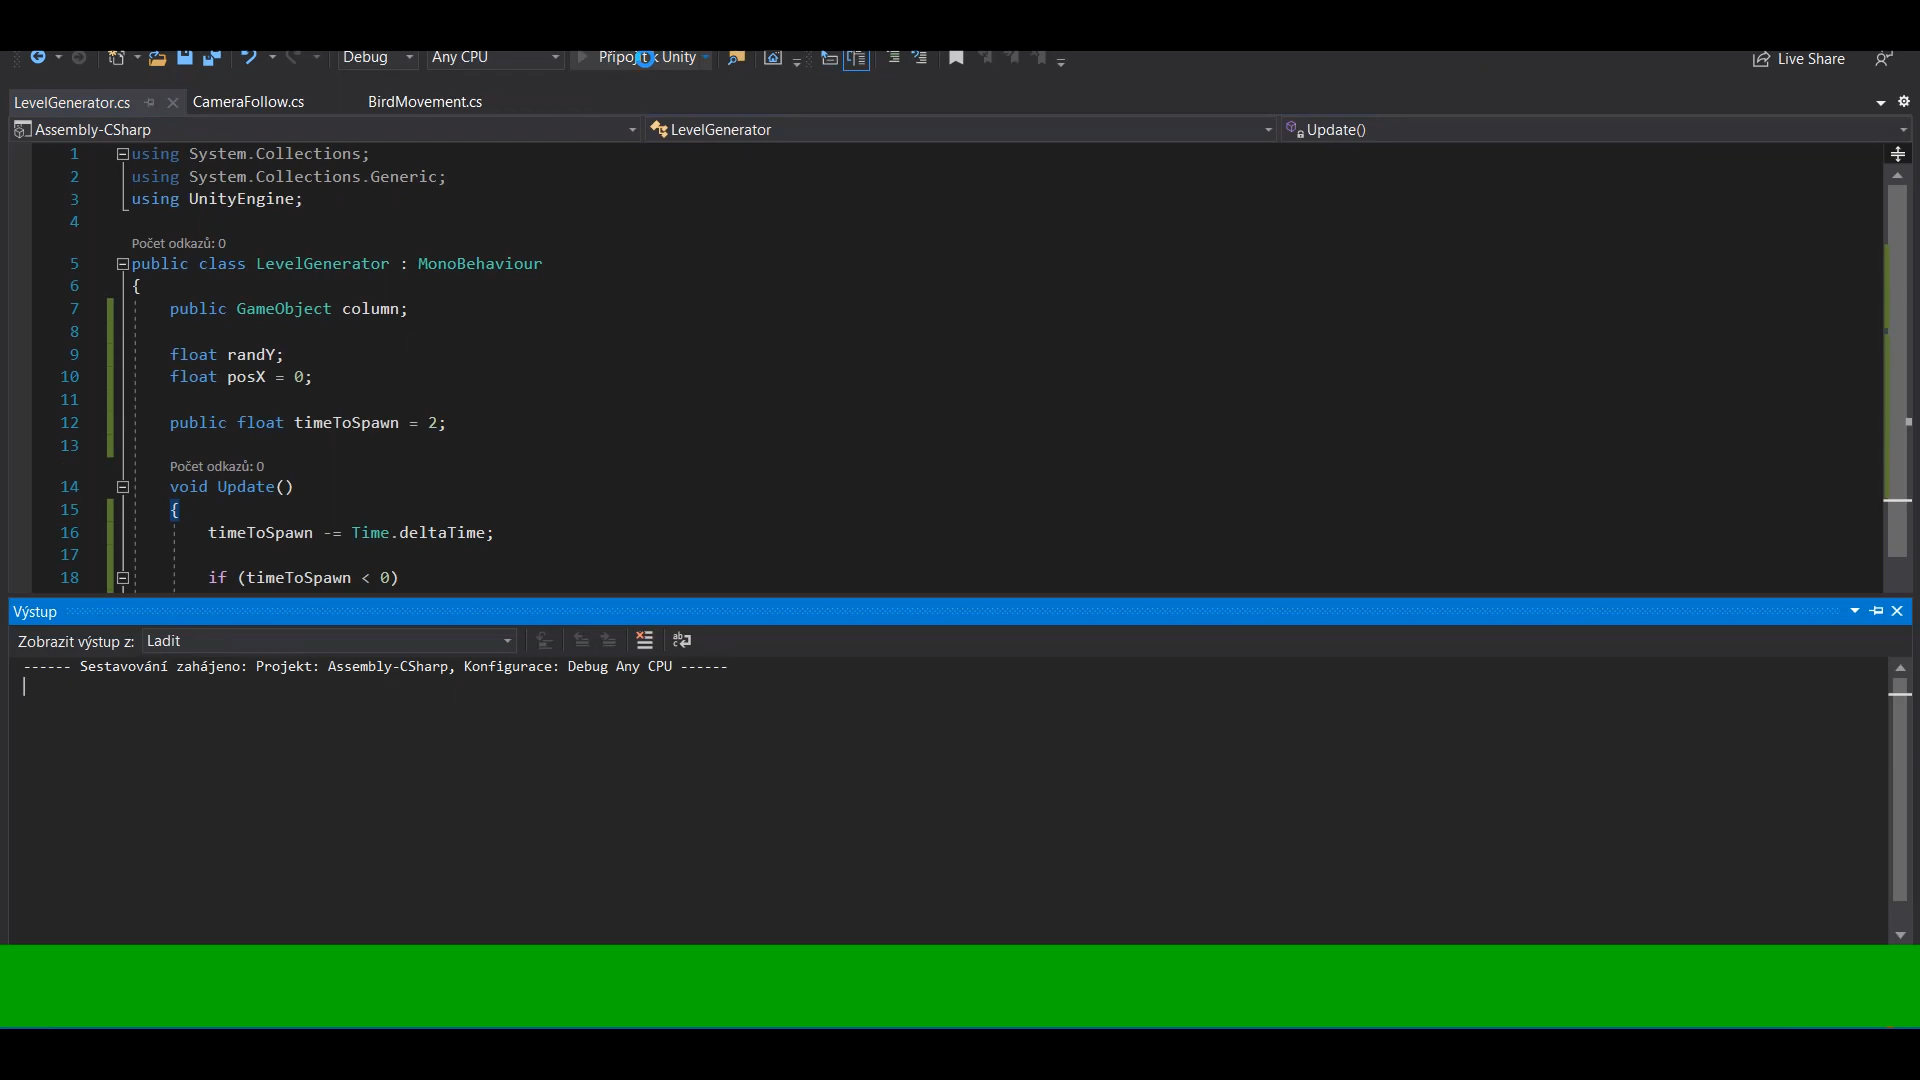 Debug Any CPU Připojit k Unity Live Share
LevelGenerator.cs CameraFollow.cs BirdMovement.cs
Assembly-CSharp LevelGenerator Update()
1 using System.Collections;
2 using System.Collections.Generic;
3 using UnityEngine;
4
Počet odkazů: 0
5 public class LevelGenerator : MonoBehaviour
6 {
7 public GameObject column;
8
9 float randY;
10 float posX = 0;
11
12 public float timeToSpawn = 2;
13
Počet odkazů: 0
14 void Update()
15 {
16 timeToSpawn -= Time.deltaTime;
17
18 if (timeToSpawn < 0)
Výstup
Zobrazit výstup z: Ladit
------ Sestavování zahájeno: Projekt: Assembly-CSharp, Konfigurace: Debug Any CPU ------